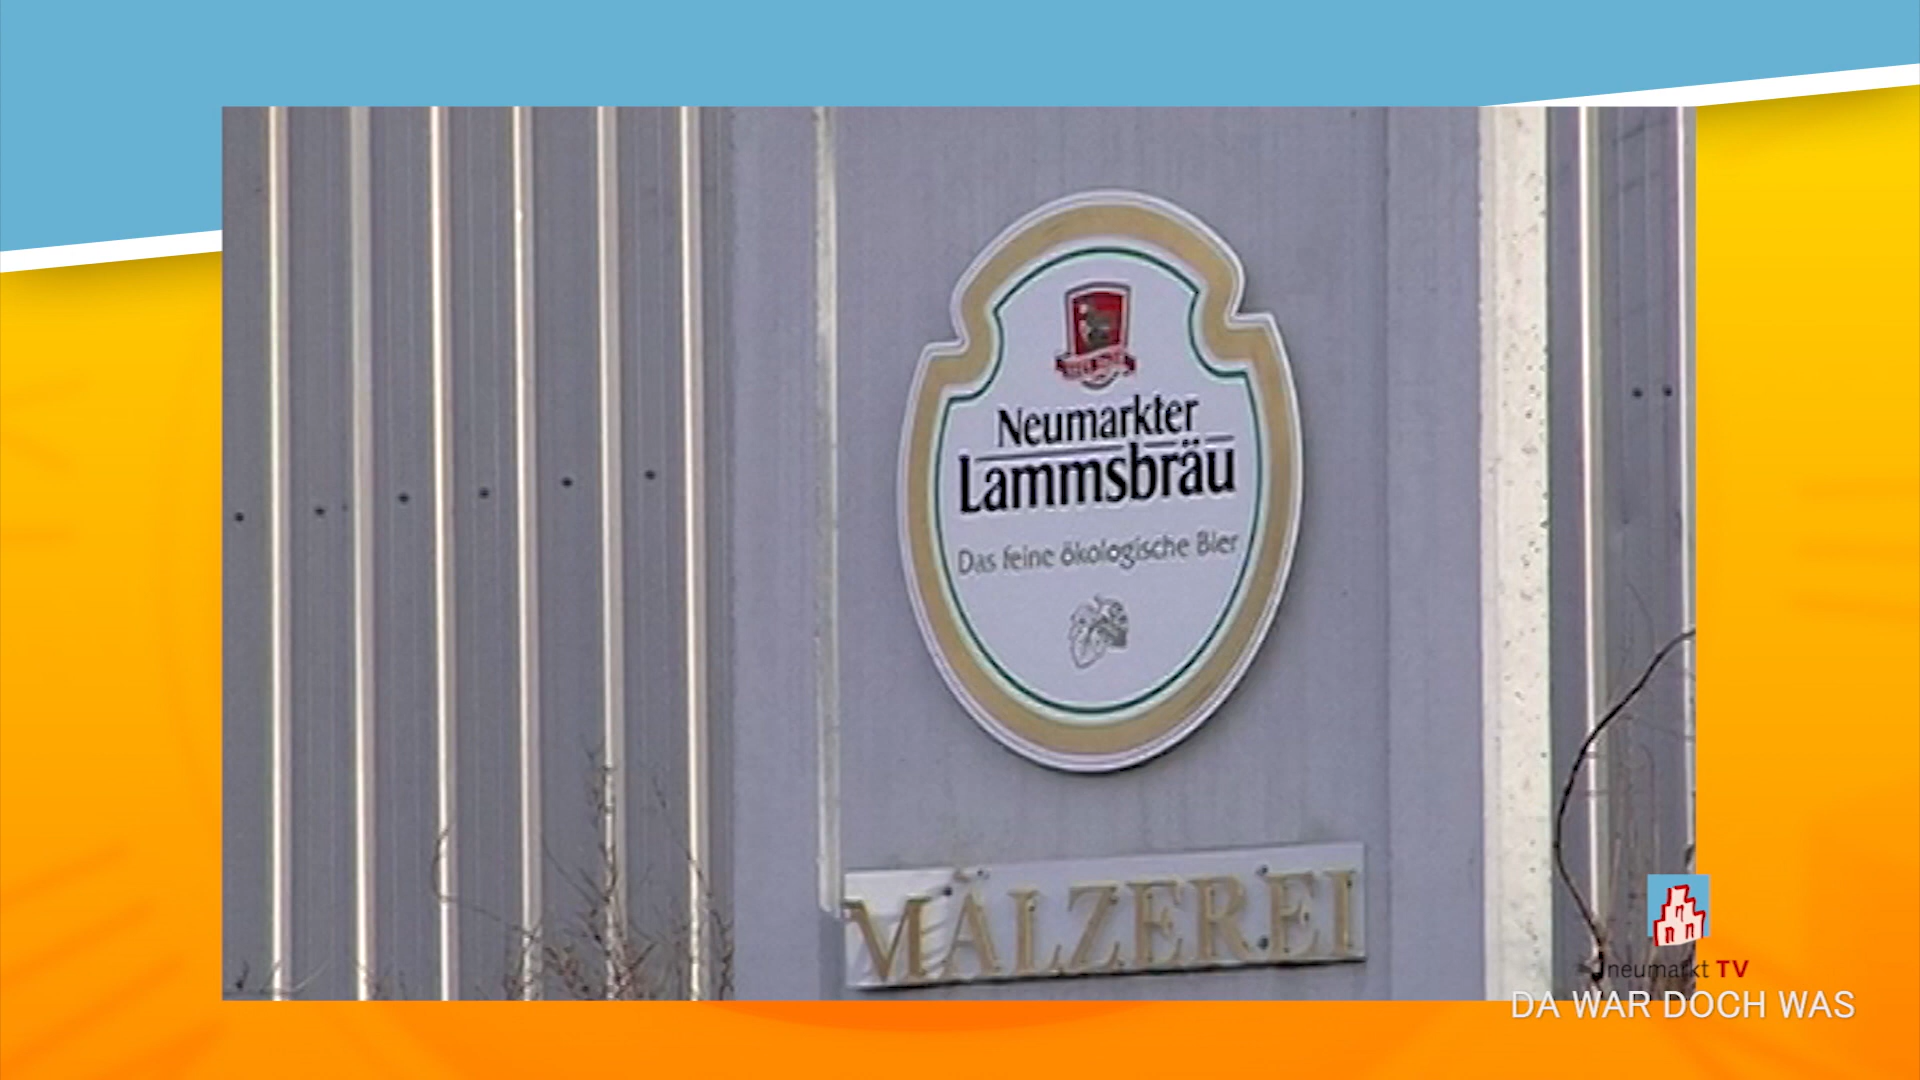 Neumarkter
Lammsbräu
Das feine ökologische Bier
MÄLZEREI
neumarkt TV
DA WAR DOCH WAS